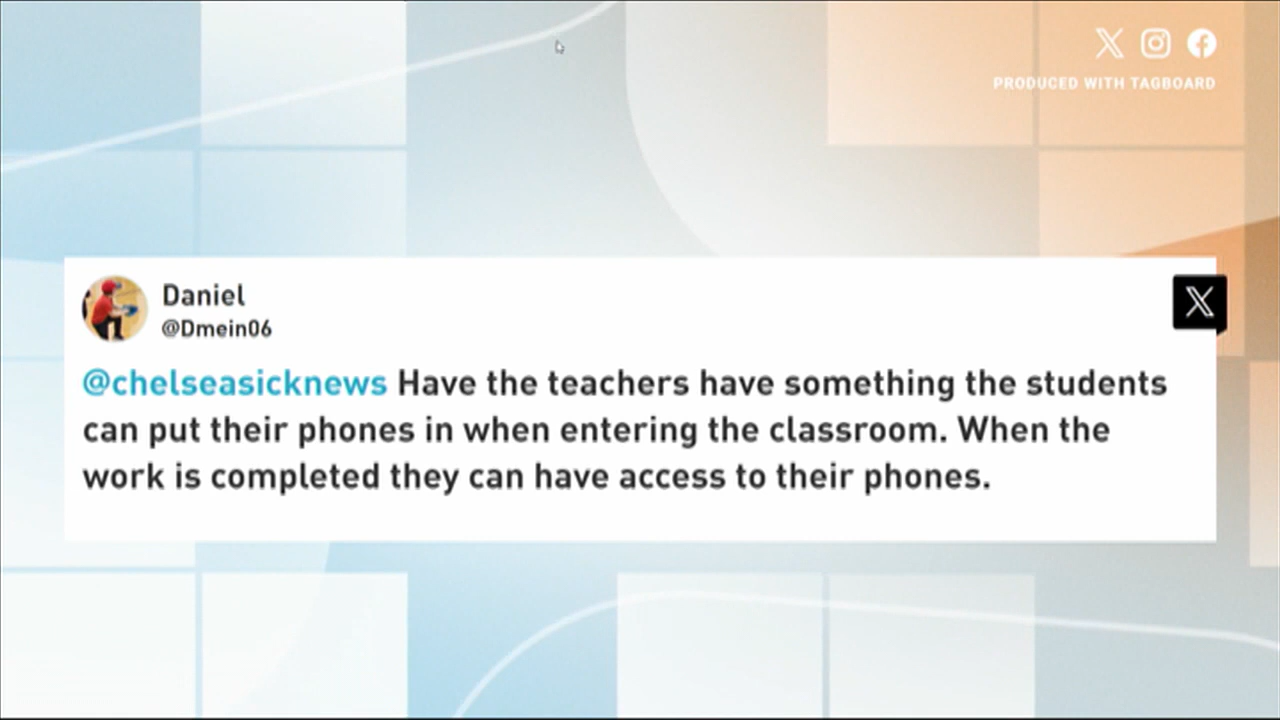 PRODUCED WITH TAGBOARD
Daniel
@Dmein06
@chelseasicknews Have the teachers have something the students
can put their phones in when entering the classroom. When the
work is completed they can have access to their phones.